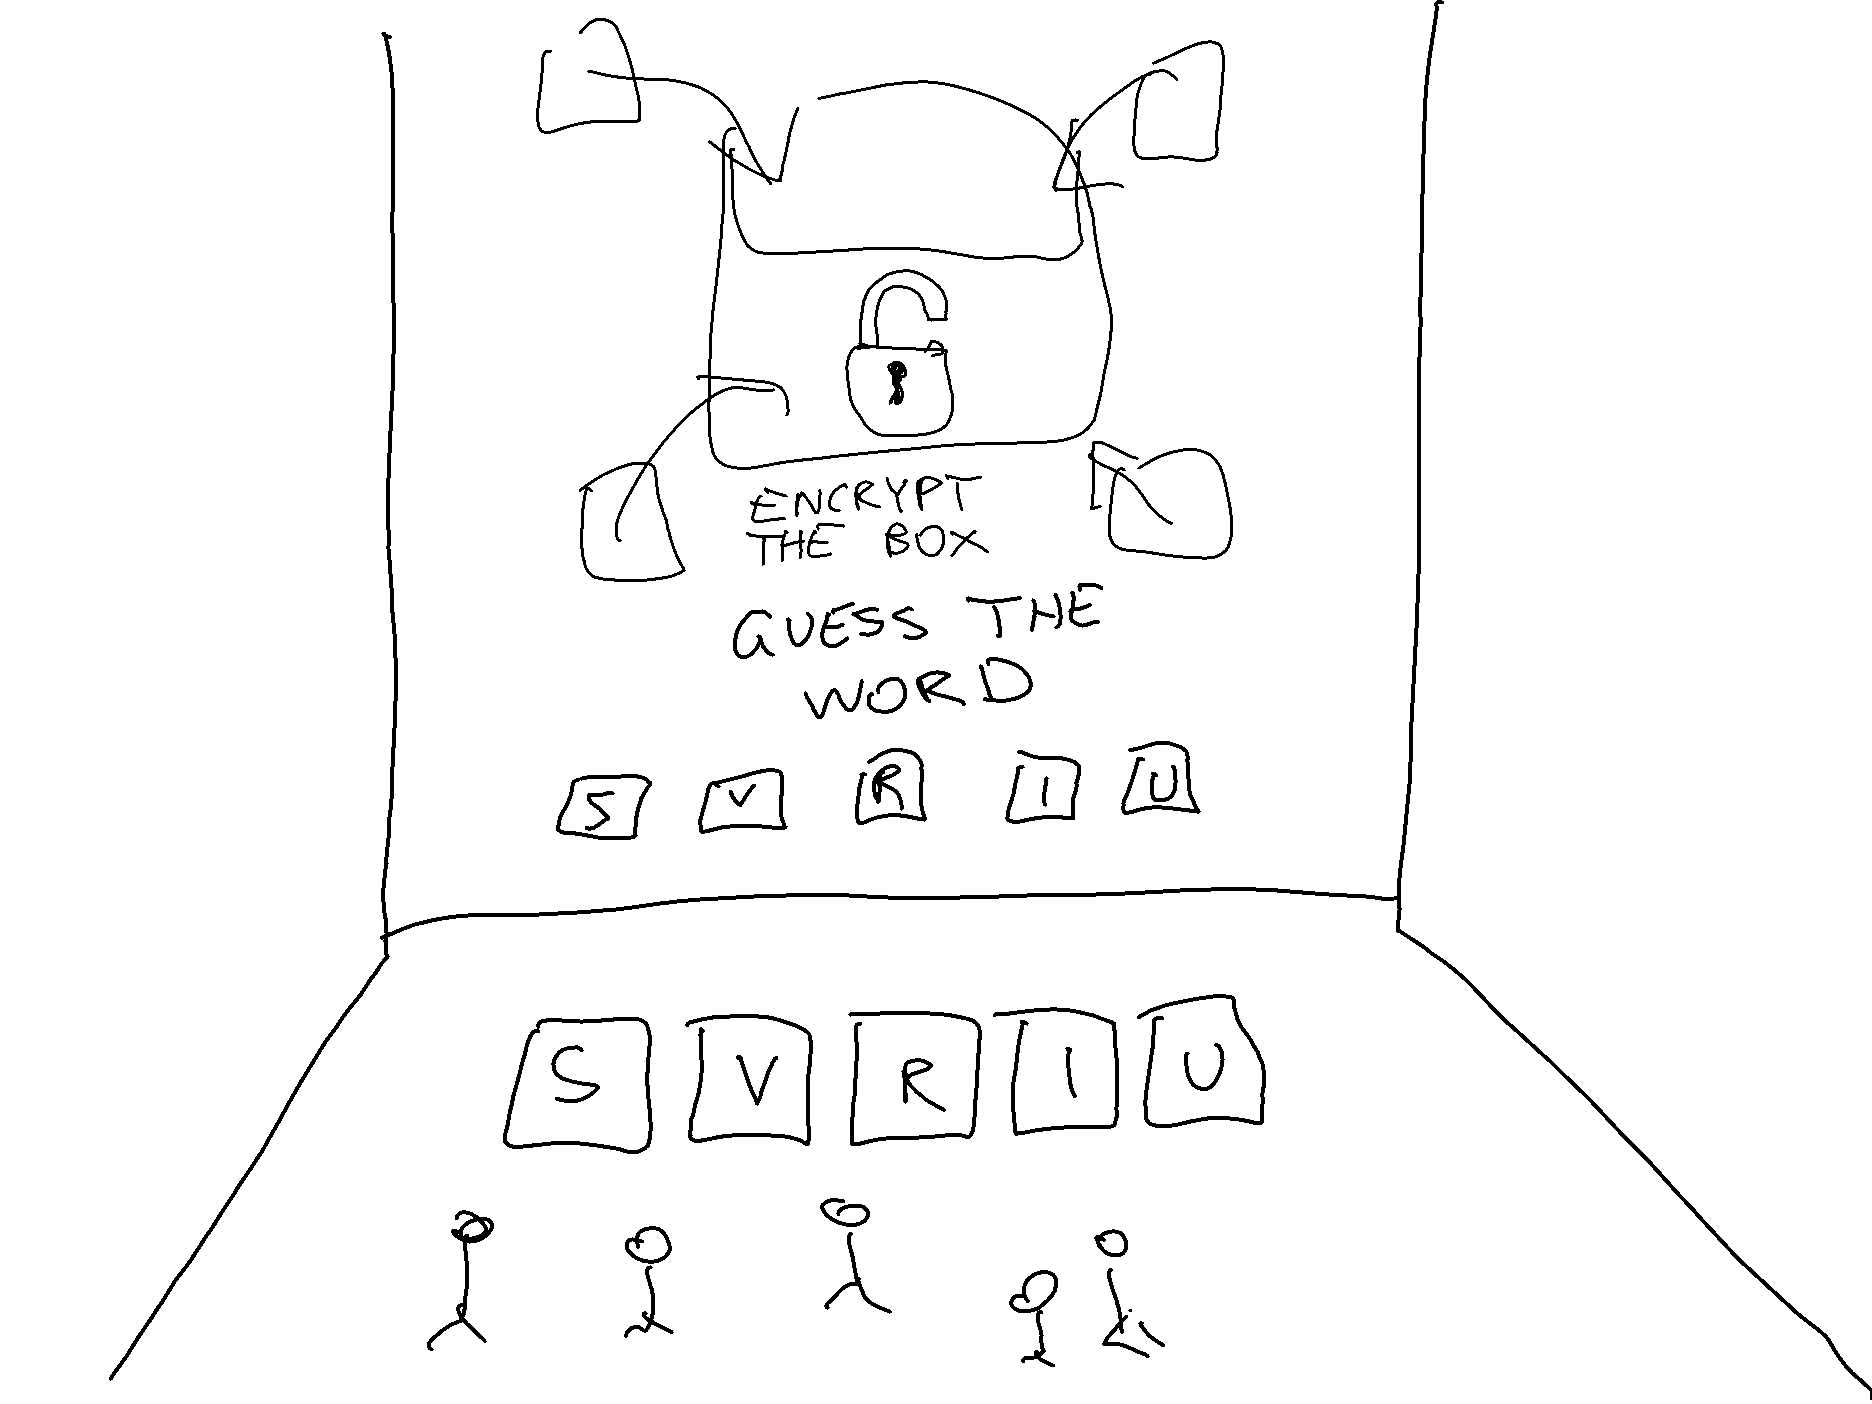 ENCRYPT
THE BOX
GUESS THE
WORD
S V R I U
S V R I U